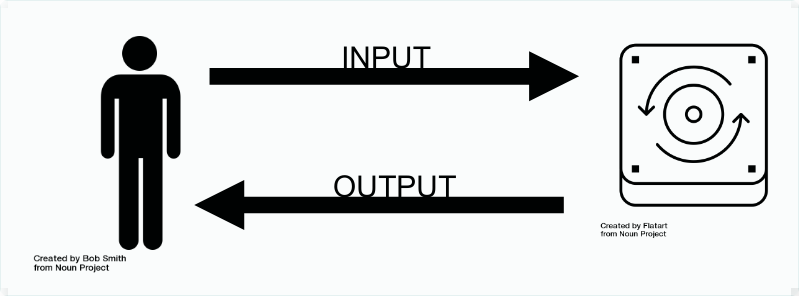 INPUT
OUTPUT
Created by Bob Smith
from Noun Project
Created by Flatart
from Noun Project